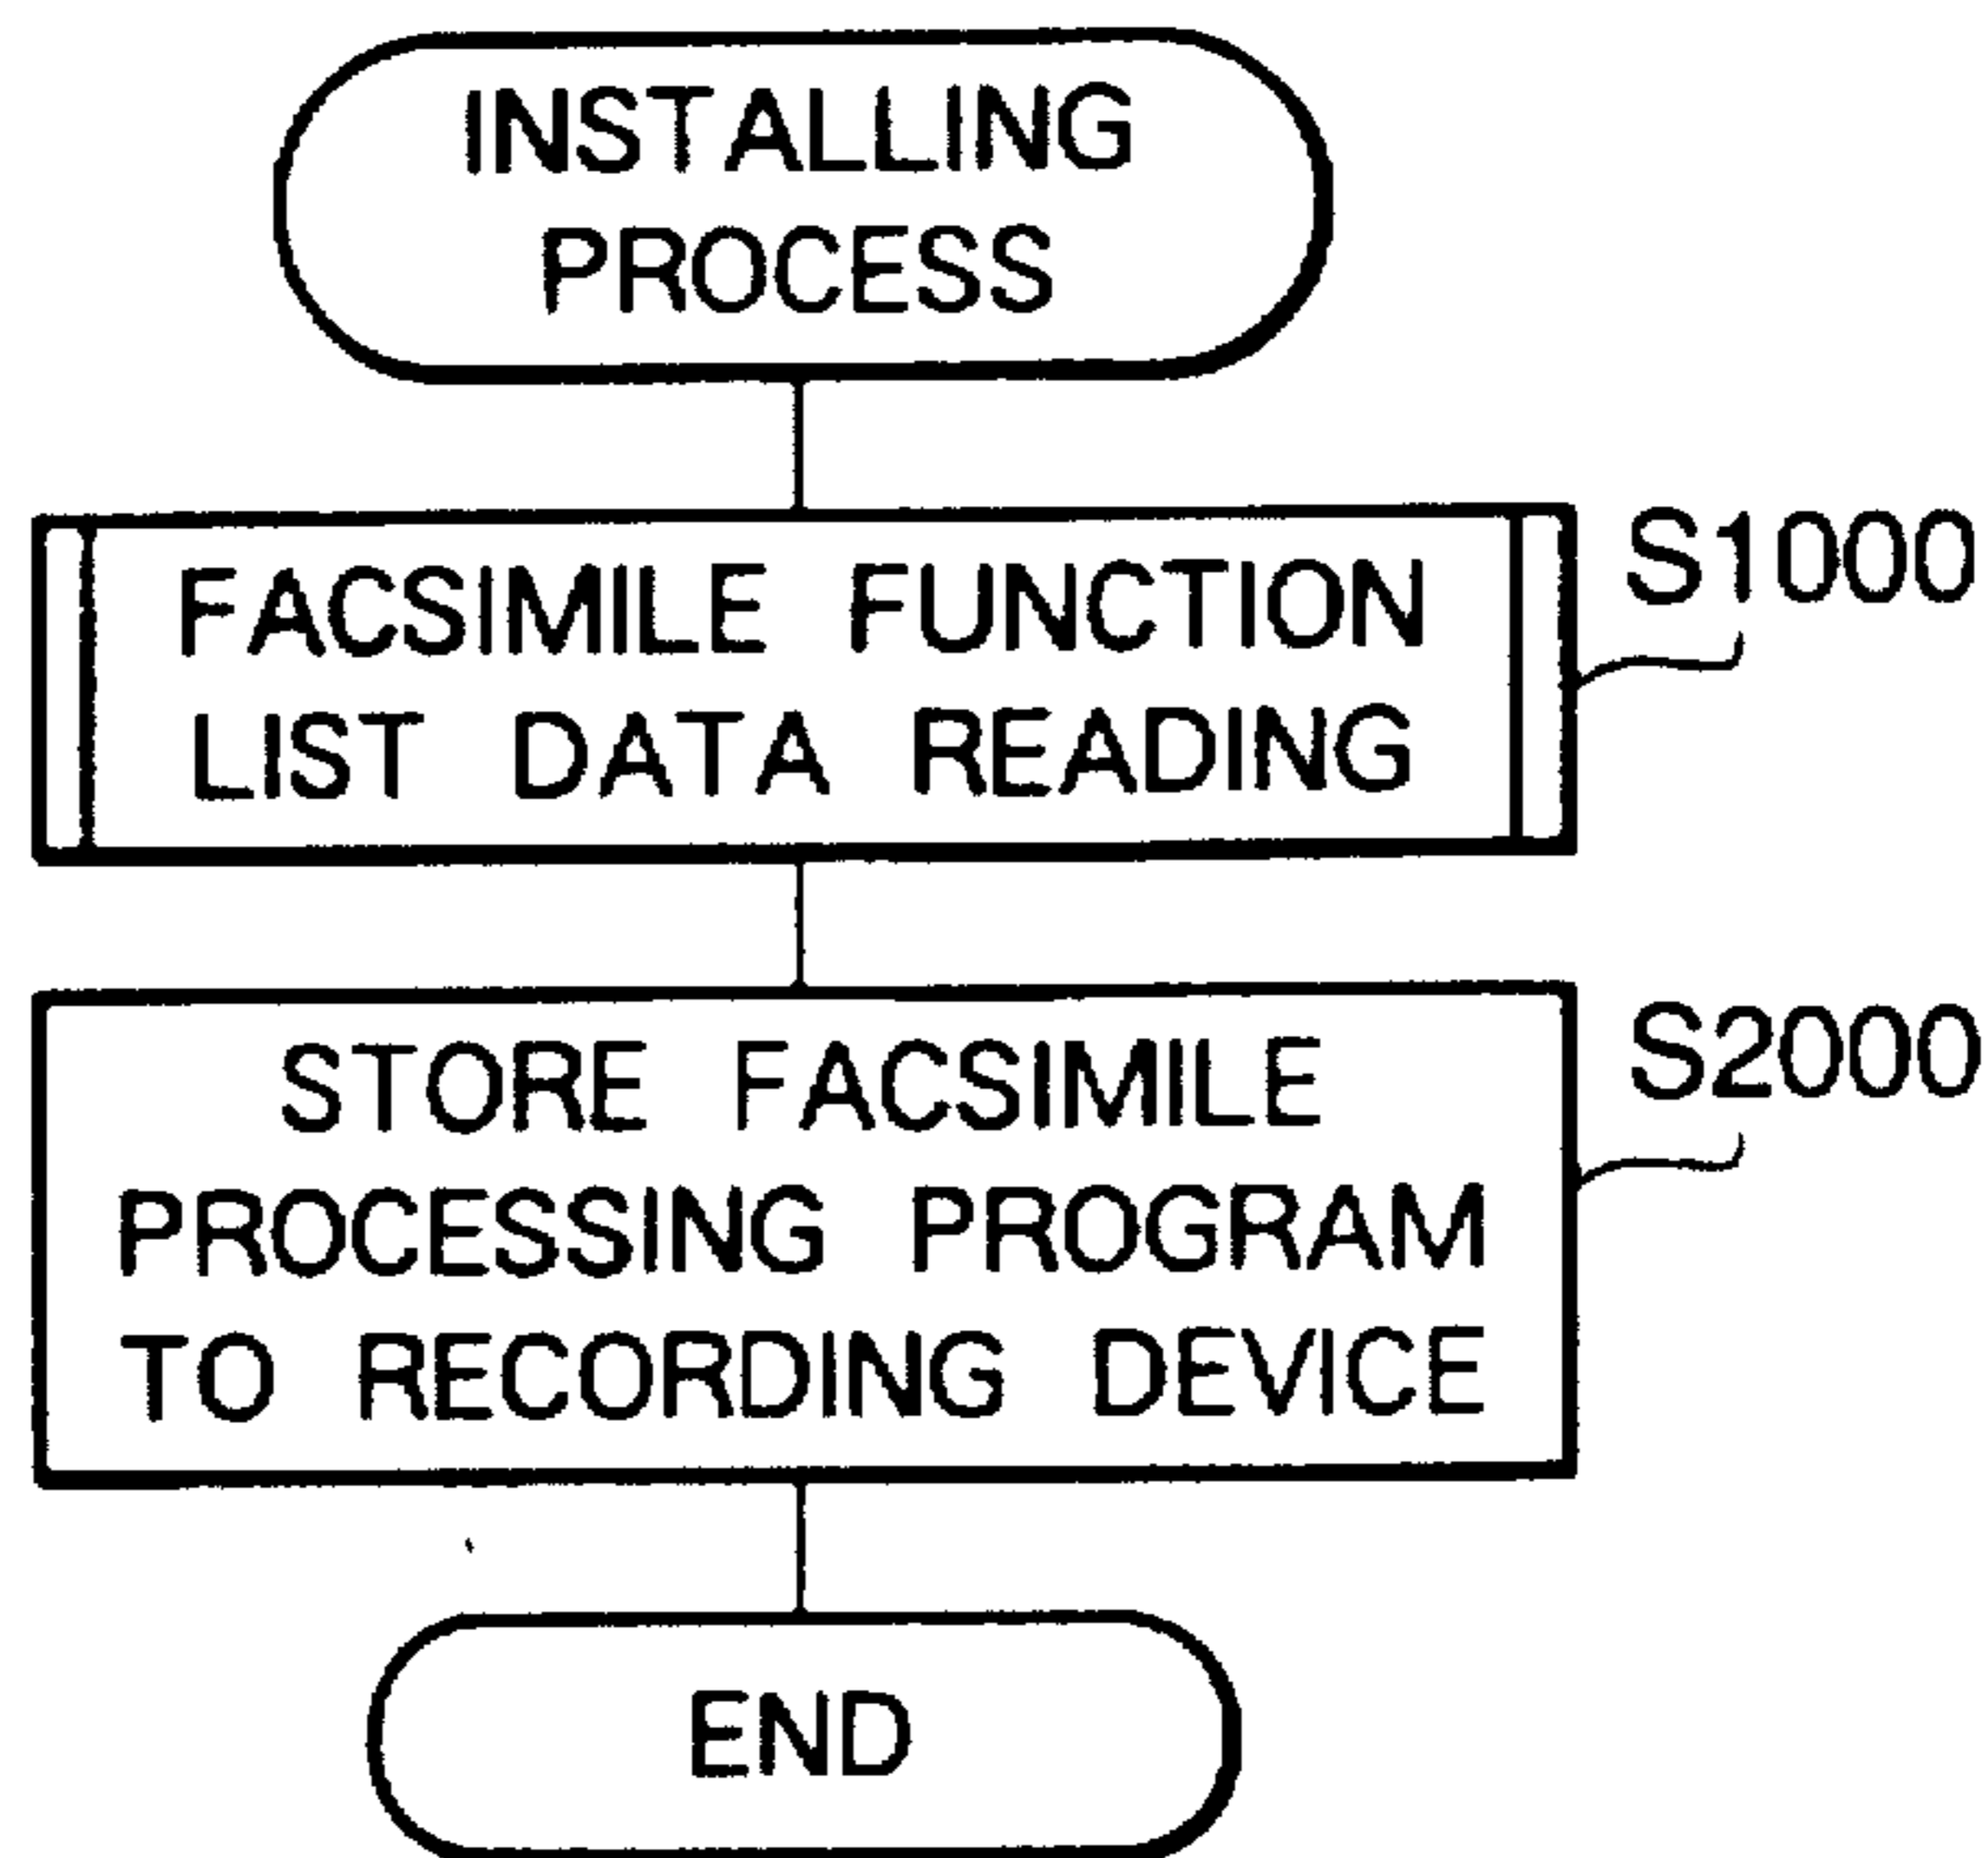 INSTALLING
PROCESS
FACSIMILE FUNCTION
LIST DATA READING
S1000
STORE FACSIMILE
PROCESSING PROGRAM
TO RECORDING DEVICE
S2000
END